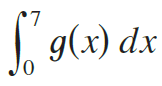 ∫₀⁷ g(x) dx